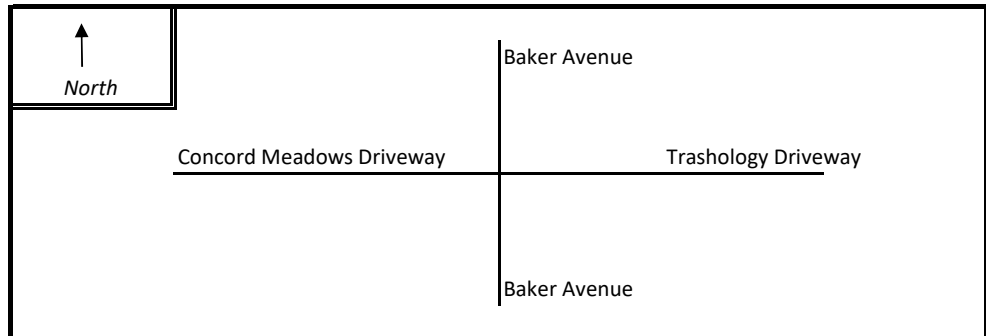 North
Baker Avenue
Concord Meadows Driveway
Trashology Driveway
Baker Avenue